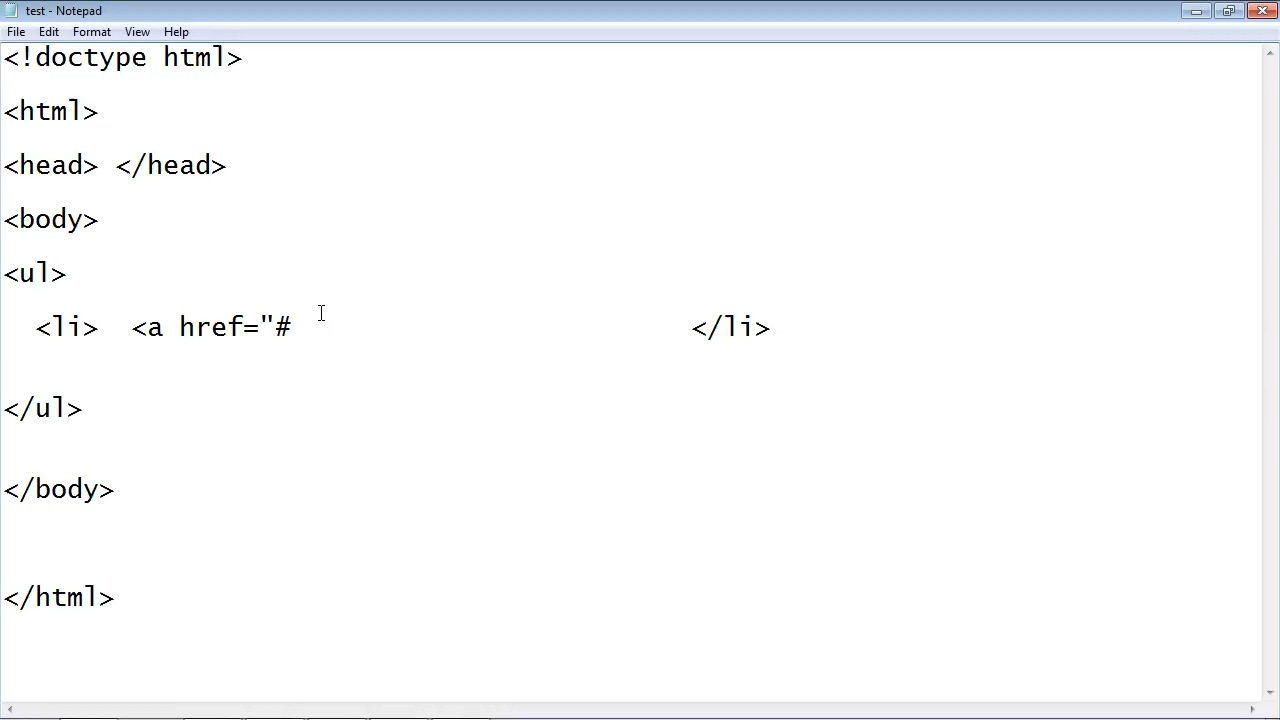 test - Notepad
File Edit Format View Help
<!doctype html>
<html>
<head> </head>
<body>
<ul>
<li> <a href="# </li>
</ul>
</body>
</html>